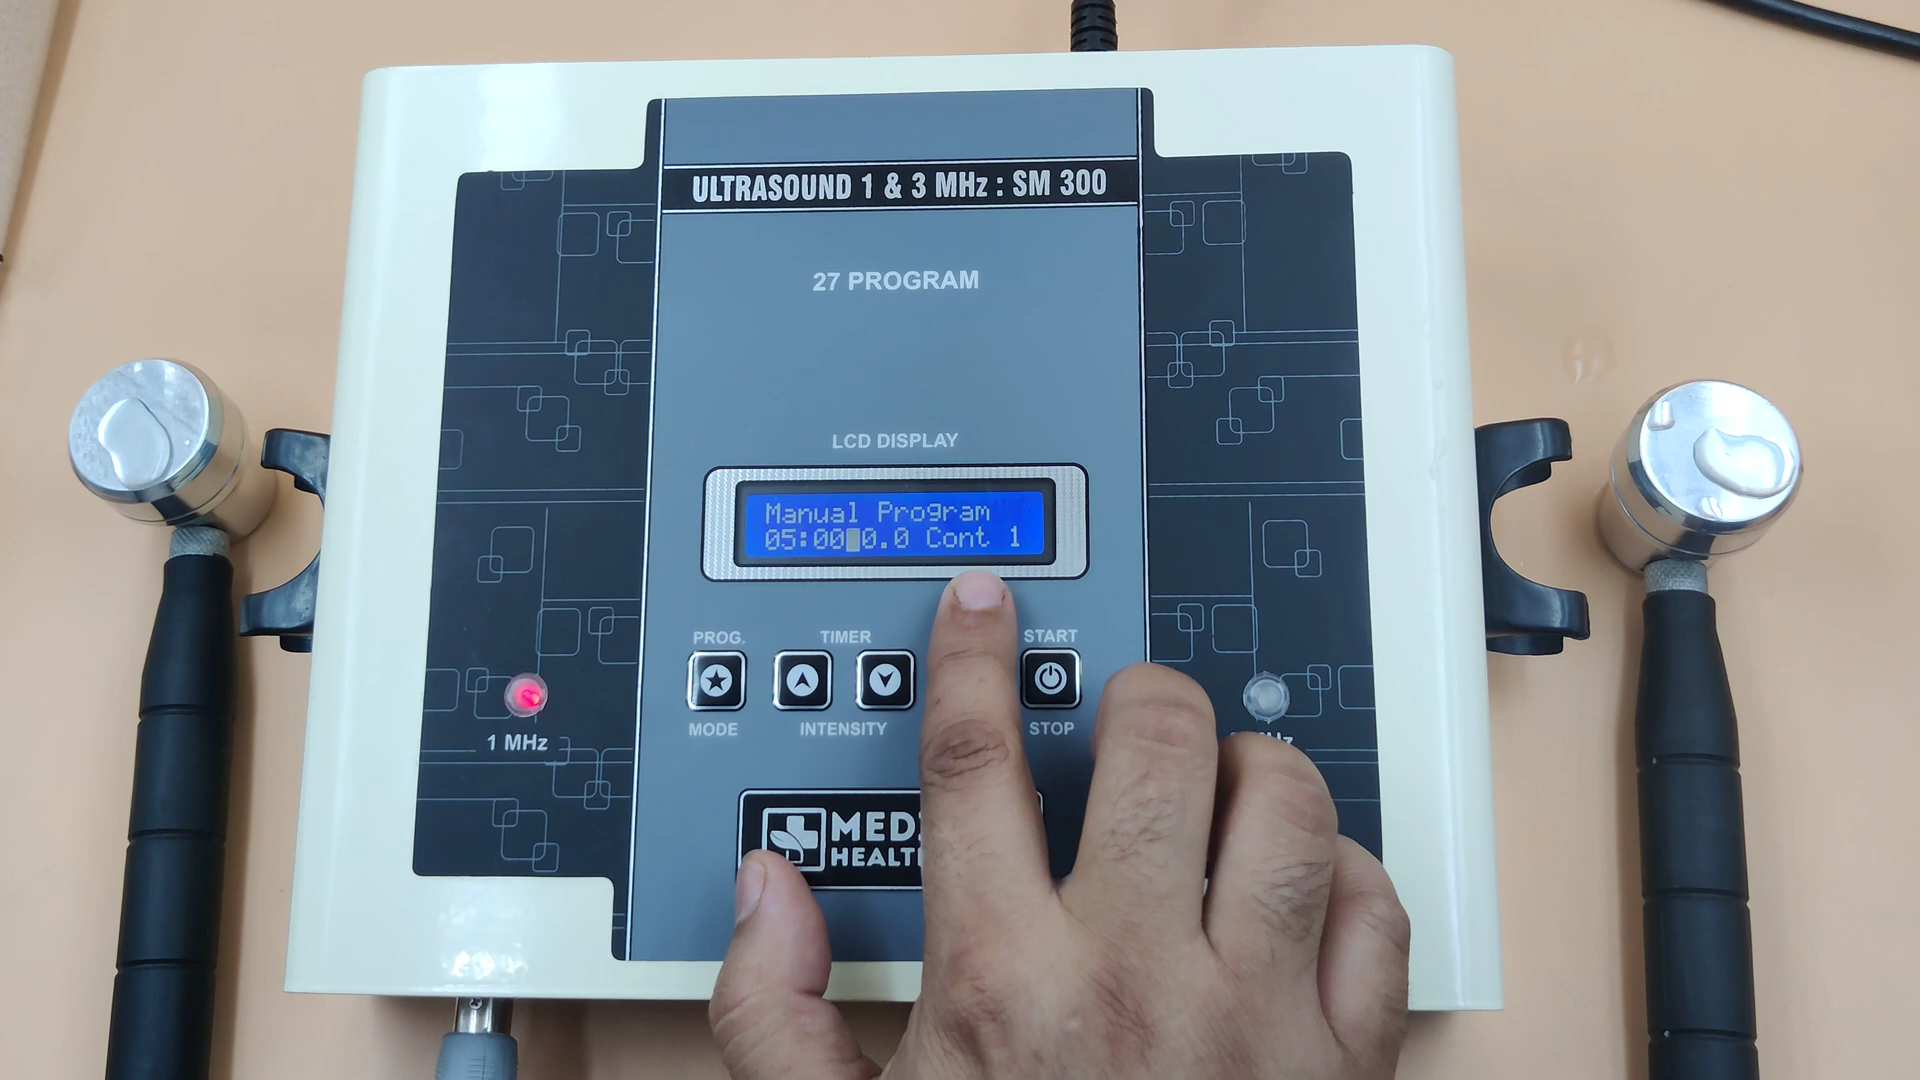 ULTRASOUND 1 & 3 MHz : SM 300
27 PROGRAM
LCD DISPLAY
Manual Program
05:00 0.0 Cont 1
PROG. TIMER START
MODE INTENSITY STOP
1 MHz